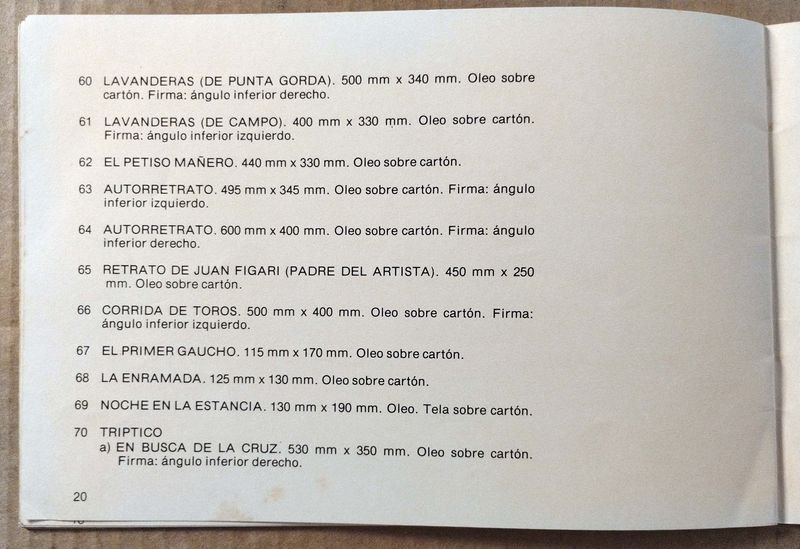 60 LAVANDERAS (DE PUNTA GORDA). 500 mm x 340 mm. Oleo sobre
cartón. Firma: ángulo inferior derecho.
61 LAVANDERAS (DE CAMPO). 400 mm x 330 mm. Oleo sobre cartón.
Firma: ángulo inferior izquierdo.
62 EL PETISO MAÑERO. 440 mm x 330 mm. Oleo sobre cartón.
63 AUTORRETRATO. 495 mm x 345 mm. Oleo sobre cartón. Firma: ángulo
inferior izquierdo.
64 AUTORRETRATO. 600 mm x 400 mm. Oleo sobre cartón. Firma: ángulo
inferior derecho.
65 RETRATO DE JUAN FIGARI (PADRE DEL ARTISTA). 450 mm x 250
mm. Oleo sobre cartón.
66 CORRIDA DE TOROS. 500 mm x 400 mm. Oleo sobre cartón. Firma:
ángulo inferior izquierdo.
67 EL PRIMER GAUCHO. 115 mm x 170 mm. Oleo sobre cartón.
68 LA ENRAMADA. 125 mm x 130 mm. Oleo sobre cartón.
69 NOCHE EN LA ESTANCIA. 130 mm x 190 mm. Oleo. Tela sobre cartón.
70 TRIPTICO
a) EN BUSCA DE LA CRUZ. 530 mm x 350 mm. Oleo sobre cartón.
Firma: ángulo inferior derecho.
20